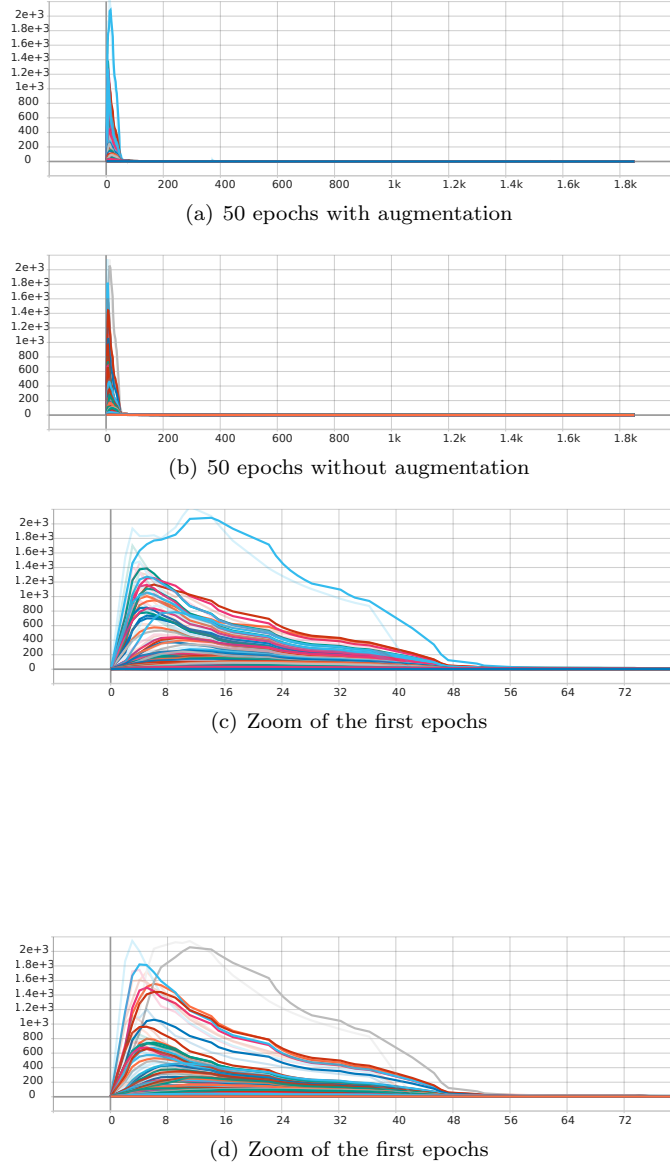 2e+3
1.8e+3
1.6e+3
1.4e+3
1.2e+3
1e+3
800
600
400
200
0
0 200 400 600 800 1k 1.2k 1.4k 1.6k 1.8k
(a) 50 epochs with augmentation
2e+3
1.8e+3
1.6e+3
1.4e+3
1.2e+3
1e+3
800
600
400
200
0
0 200 400 600 800 1k 1.2k 1.4k 1.6k 1.8k
(b) 50 epochs without augmentation
2e+3
1.8e+3
1.6e+3
1.4e+3
1.2e+3
1e+3
800
600
400
200
0
0 8 16 24 32 40 48 56 64 72
(c) Zoom of the first epochs
2e+3
1.8e+3
1.6e+3
1.4e+3
1.2e+3
1e+3
800
600
400
200
0
0 8 16 24 32 40 48 56 64 72
(d) Zoom of the first epochs